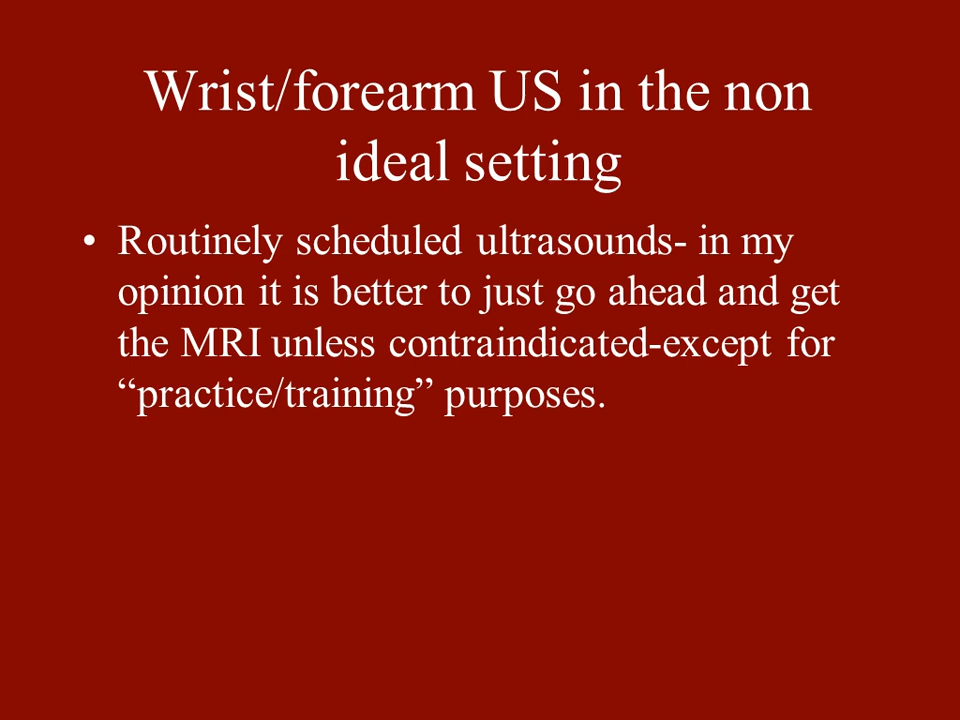 Wrist/forearm US in the non
ideal setting
• Routinely scheduled ultrasounds- in my
opinion it is better to just go ahead and get
the MRI unless contraindicated-except for
“practice/training” purposes.